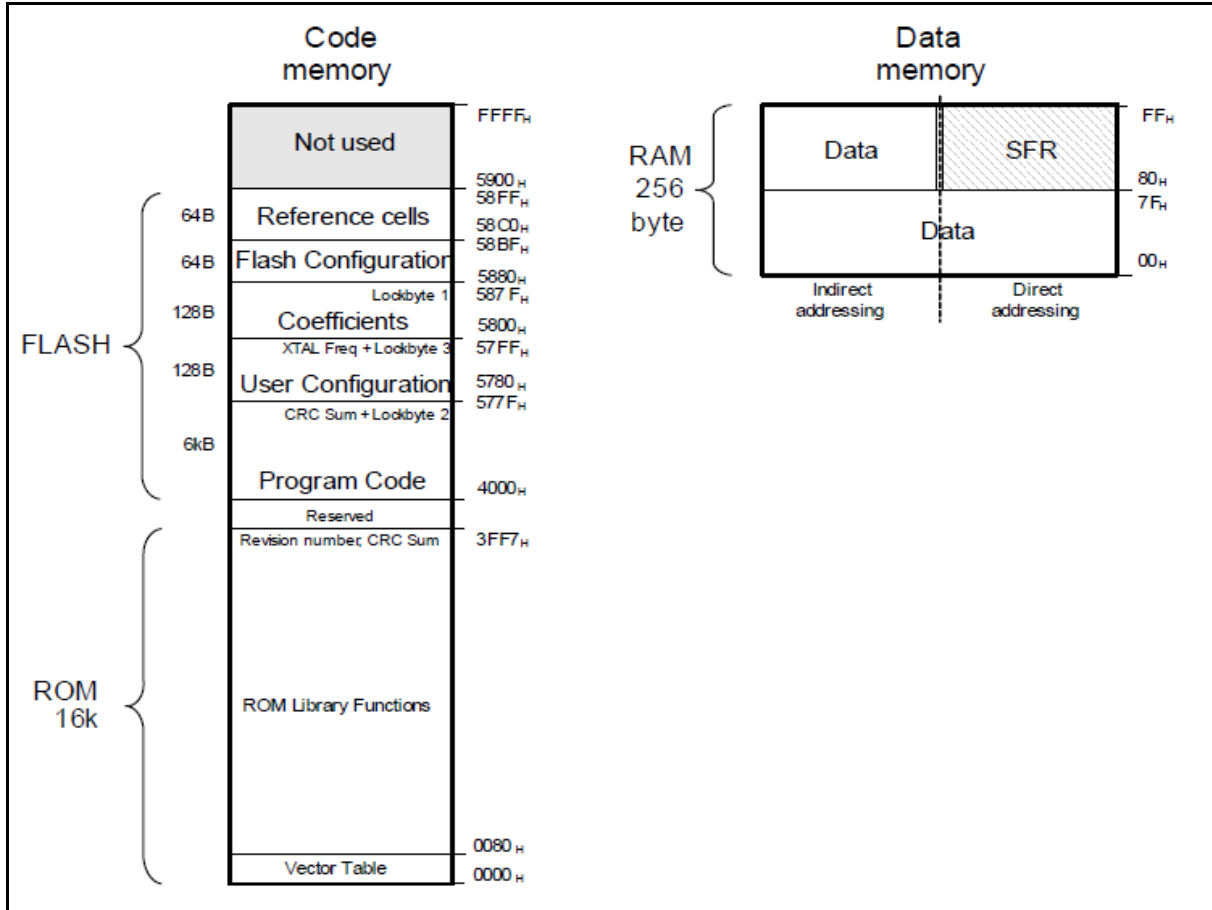 Code
memory
FFFFH
Not used
5900H
58FFH
64B
Reference cells
58C0H
58BFH
64B
Flash Configuration
5880H
Lockbyte 1
587FH
128B
Coefficients
5800H
FLASH
XTAL Freq + Lockbyte 3
57FFH
128B
User Configuration
5780H
577FH
CRC Sum + Lockbyte 2
6kB
Program Code
4000H
Reserved
Revision number, CRC Sum
3FF7H
ROM
16k
ROM Library Functions
0080H
Vector Table
0000H
Data
memory
FFH
RAM
256
byte
Data
SFR
80H
7FH
Data
00H
Indirect
addressing
Direct
addressing